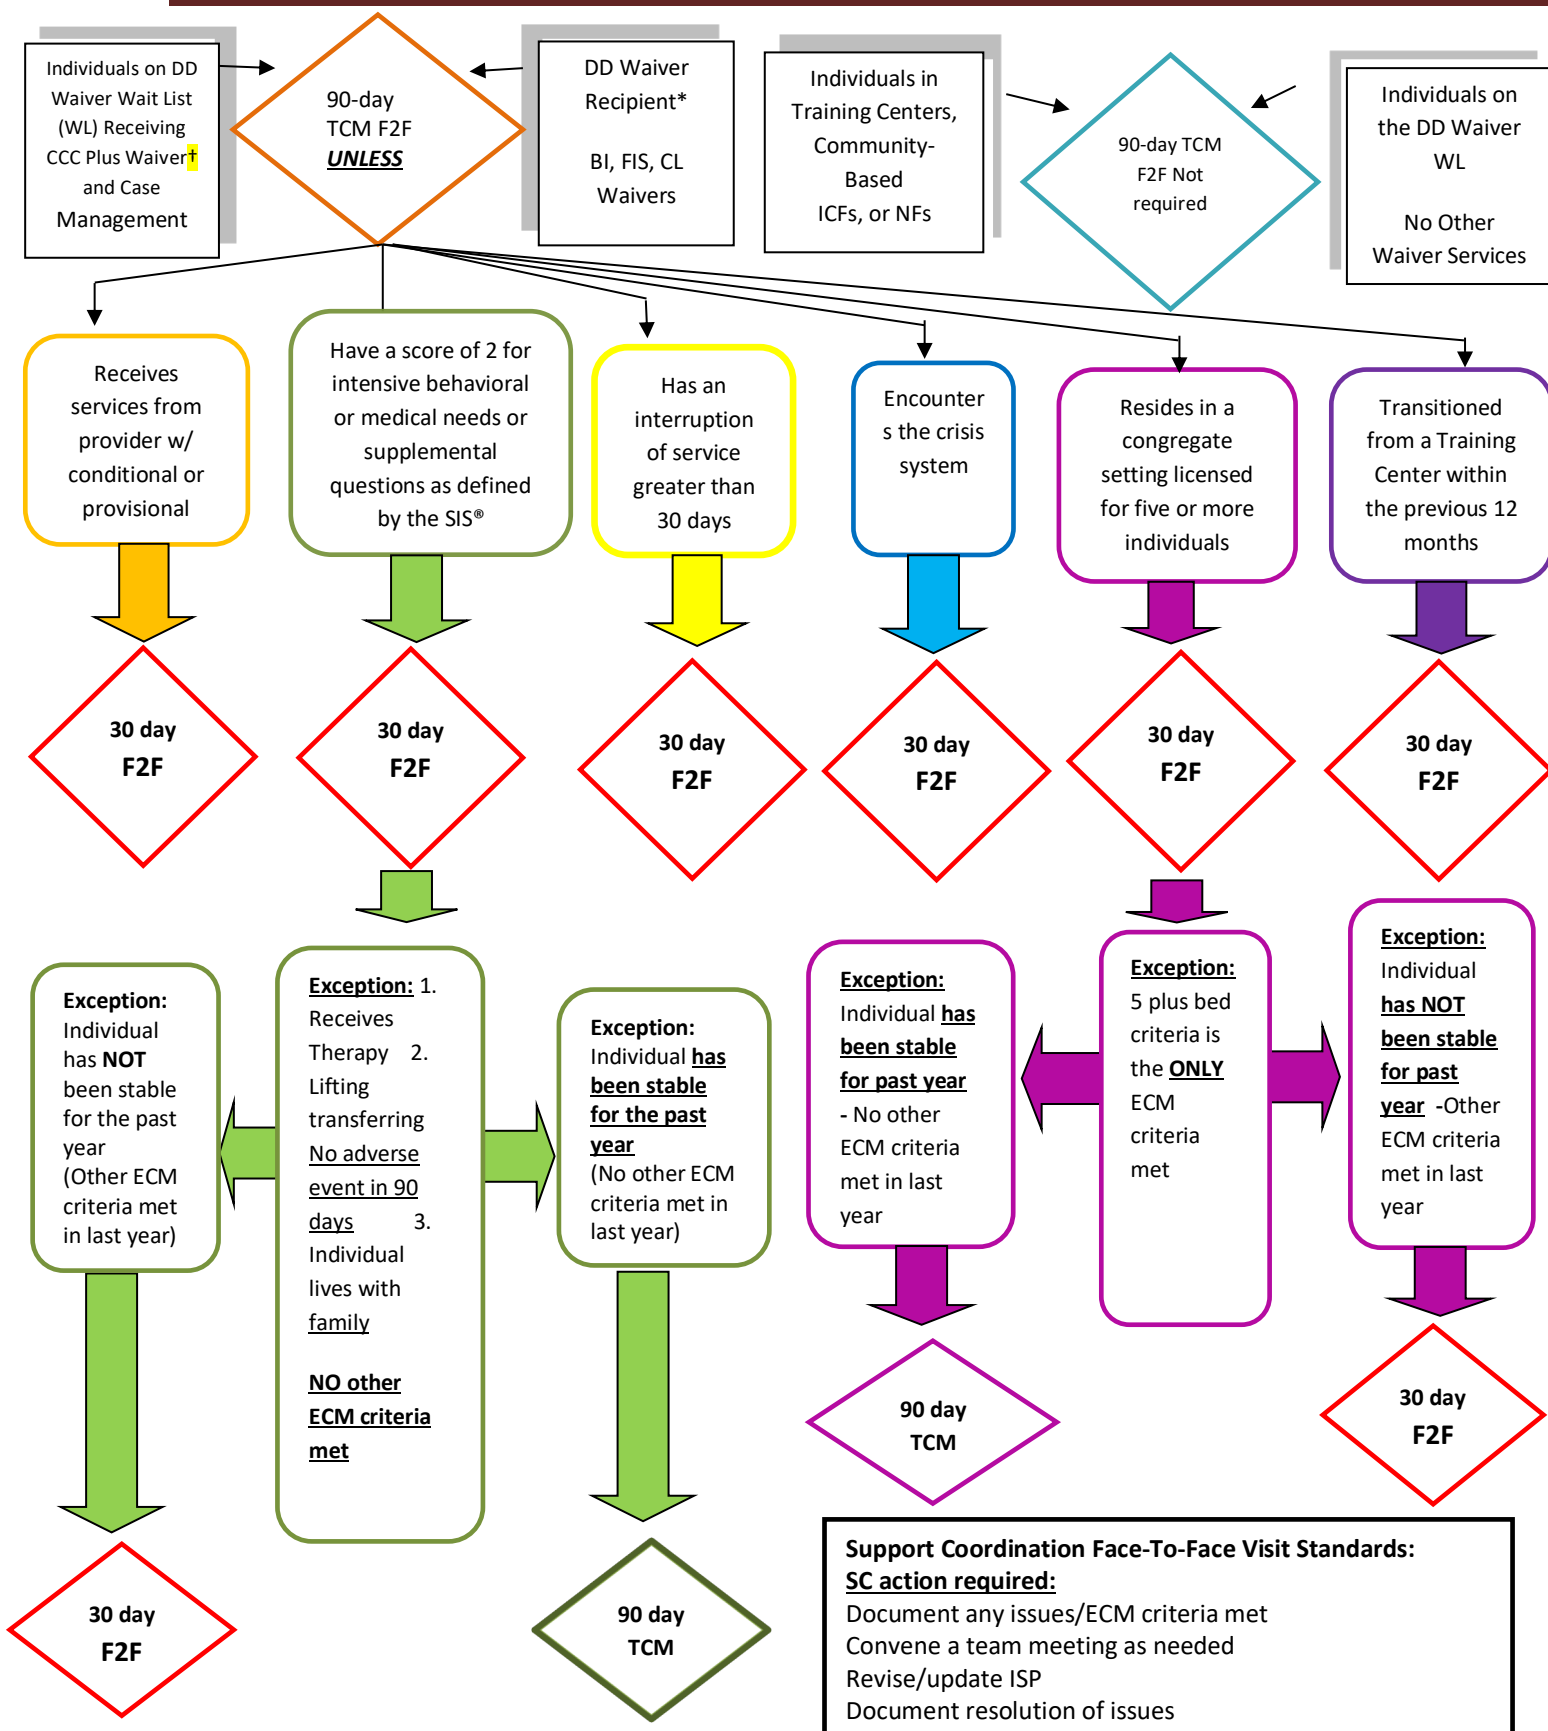 Individuals on DD
Waiver Wait List
(WL) Receiving
CCC Plus Waiver†
and Case
Management
90-day
TCM F2F
UNLESS
DD Waiver
Recipient*
BI, FIS, CL
Waivers
Individuals in
Training Centers,
Community-
Based
ICFs, or NFs
90-day TCM
F2F Not
required
Individuals on
the DD Waiver
WL
No Other
Waiver Services
Receives
services from
provider w/
conditional or
provisional
Have a score of 2 for
intensive behavioral
or medical needs or
supplemental
questions as defined
by the SIS®
Has an
interruption
of service
greater than
30 days
Encounter
s the crisis
system
Resides in a
congregate
setting licensed
for five or more
individuals
Transitioned
from a Training
Center within
the previous 12
months
30 day
F2F
30 day
F2F
30 day
F2F
30 day
F2F
30 day
F2F
30 day
F2F
Exception:
Individual
has NOT
been stable
for the past
year
(Other ECM
criteria met
in last year)
Exception: 1.
Receives
Therapy 2.
Lifting
transferring
No adverse
event in 90
days 3.
Individual
lives with
family
NO other
ECM criteria
met
Exception:
Individual has
been stable
for the past
year
(No other ECM
criteria met in
last year)
Exception:
Individual has
been stable
for past year
- No other
ECM criteria
met in last
year
Exception:
5 plus bed
criteria is
the ONLY
ECM
criteria
met
Exception:
Individual
has NOT
been stable
for past
year -Other
ECM criteria
met in last
year
90 day
TCM
30 day
F2F
30 day
F2F
90 day
TCM
Support Coordination Face-To-Face Visit Standards:
SC action required:
Document any issues/ECM criteria met
Convene a team meeting as needed
Revise/update ISP
Document resolution of issues